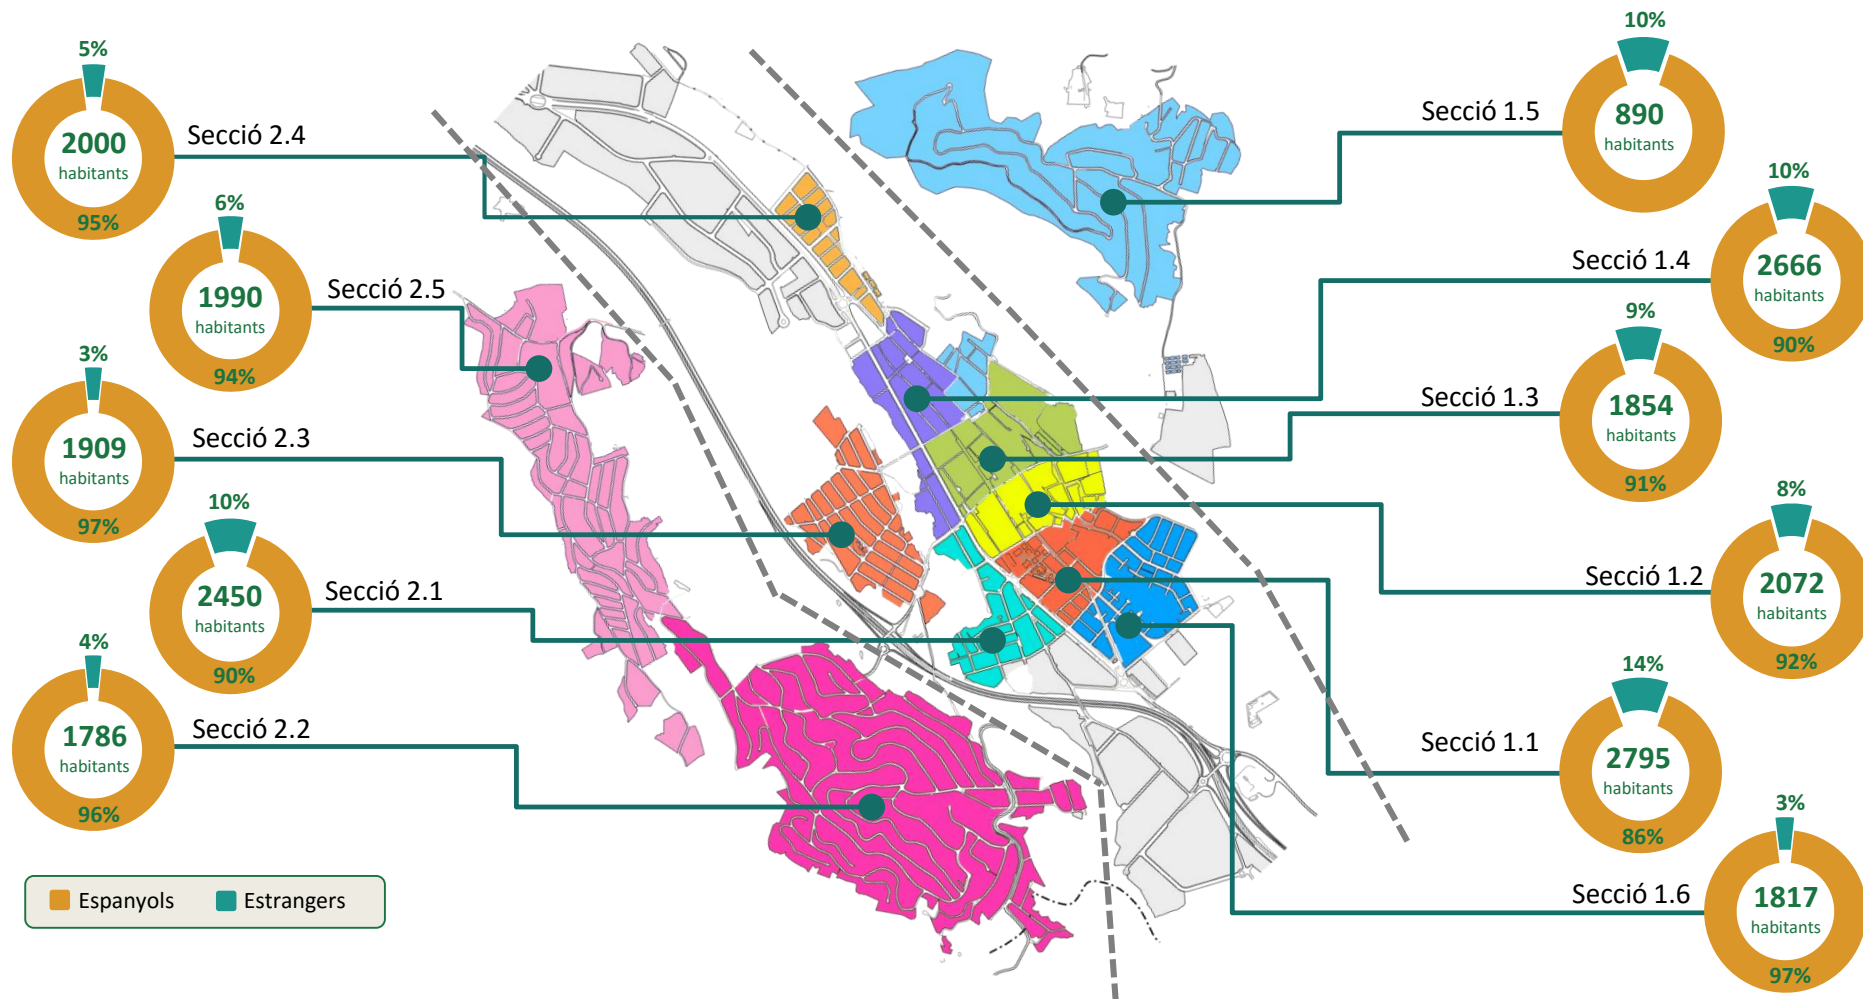 5%
2000
habitants
95%
Secció 2.4
6%
1990
habitants
94%
Secció 2.5
3%
1909
habitants
97%
Secció 2.3
10%
2450
habitants
90%
Secció 2.1
4%
1786
habitants
96%
Secció 2.2
Espanyols
Estrangers
10%
890
habitants
Secció 1.5
10%
2666
habitants
90%
Secció 1.4
9%
1854
habitants
91%
Secció 1.3
8%
2072
habitants
92%
Secció 1.2
14%
2795
habitants
86%
Secció 1.1
3%
1817
habitants
97%
Secció 1.6